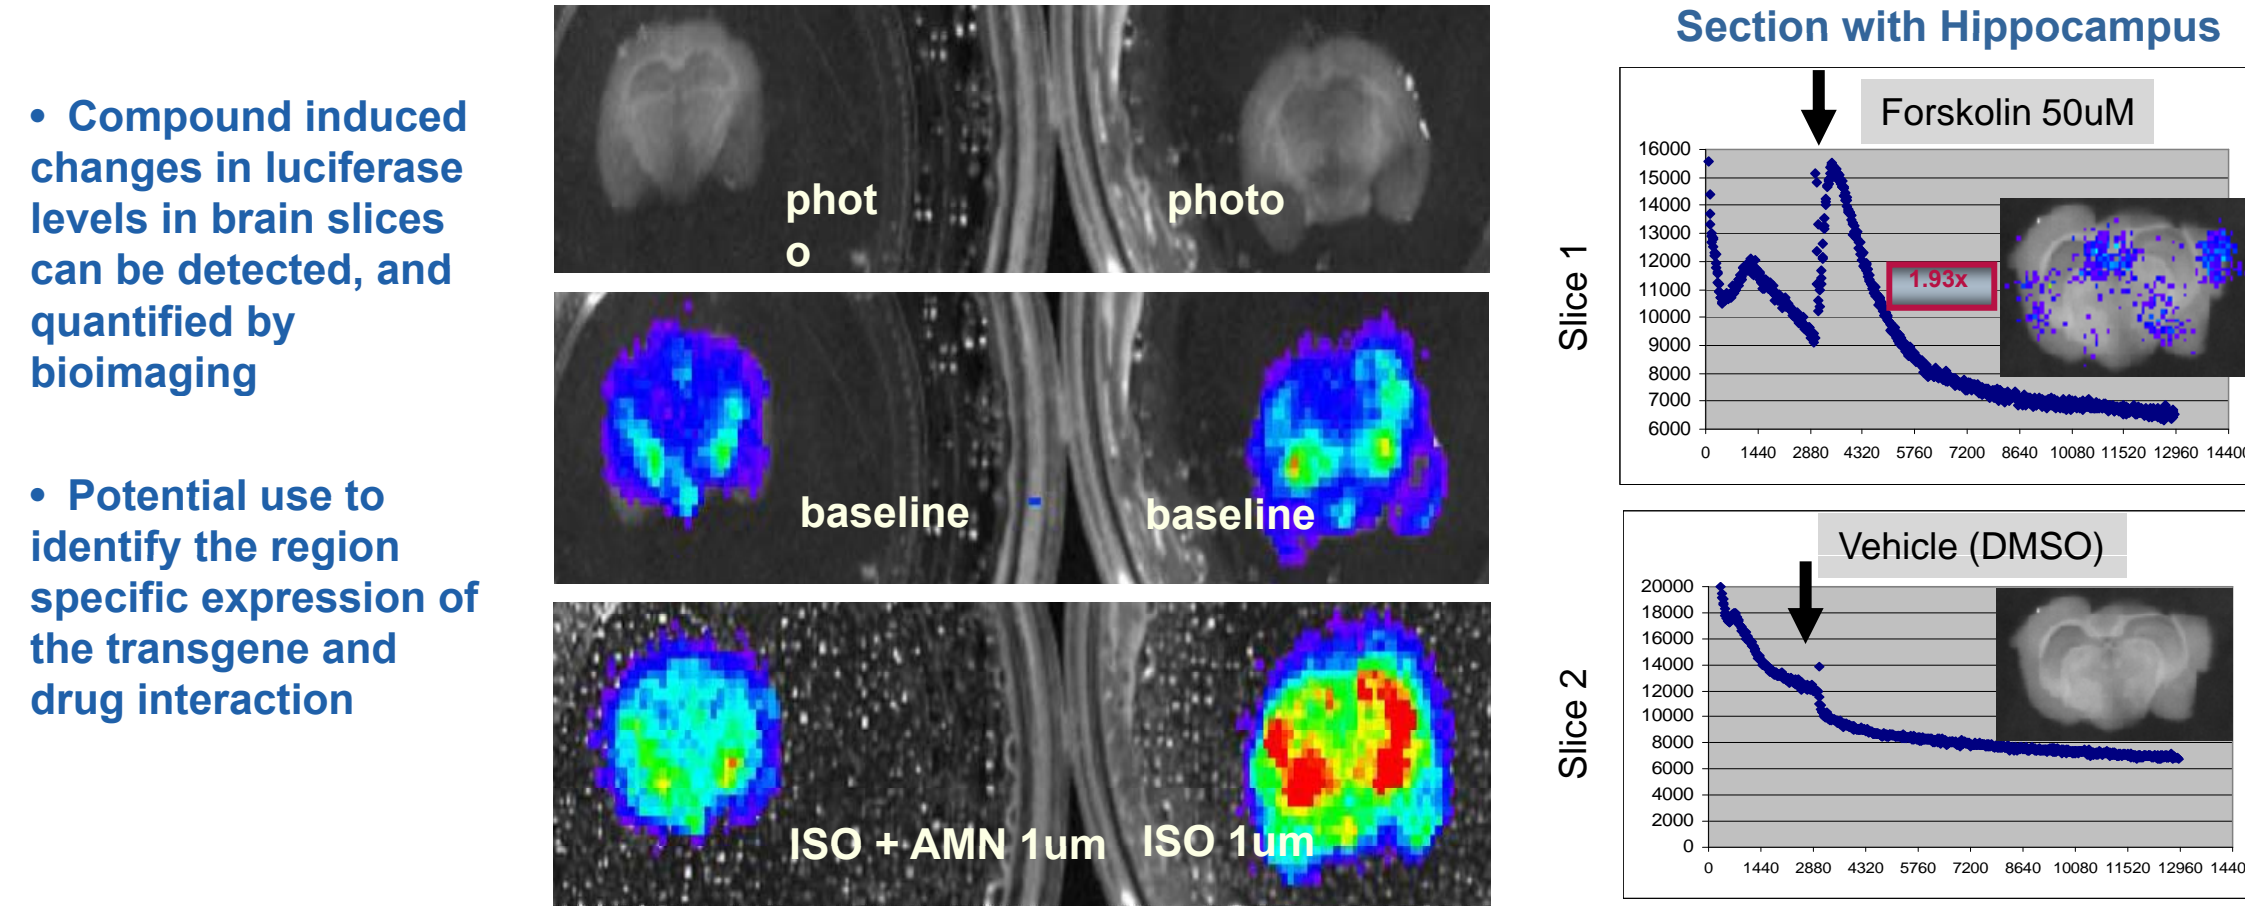 • Compound induced
changes in luciferase
levels in brain slices
can be detected, and
quantified by
bioimaging
• Potential use to
identify the region
specific expression of
the transgene and
drug interaction
phot
o
photo
baseline
baseline
ISO + AMN 1um
ISO 1um
Section with Hippocampus
Slice 1
Forskolin 50uM
16000
15000
14000
13000
12000
11000
10000
9000
8000
7000
6000
1.93x
0 1440 2880 4320 5760 7200 8640 10080 11520 12960 1440
Slice 2
Vehicle (DMSO)
20000
18000
16000
14000
12000
10000
8000
6000
4000
2000
0
0 1440 2880 4320 5760 7200 8640 10080 11520 12960 1440